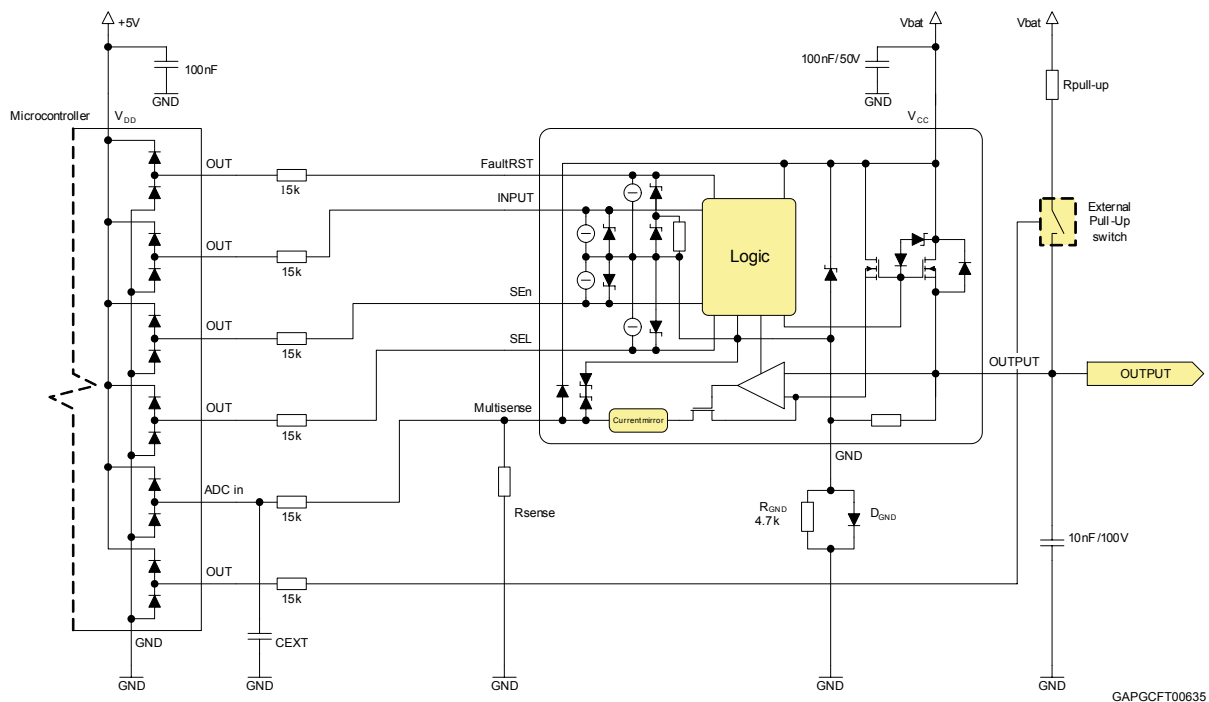 +5V
Vbat
Vbat
100nF
GND
100nF/50V
GND
Rpull-up
Microcontroller
VDD
VCC
OUT
15k
FaultRST
INPUT
OUT
15k
Logic
External
Pull-Up
switch
SEn
OUT
15k
SEL
OUTPUT
OUTPUT
OUT
15k
Multisense
Current mirror
GND
ADC in
15k
Rsense
RGND
4.7k
DGND
10nF/100V
OUT
15k
GND
CEXT
GND
GND
GND
GND
GND
GAPGCFT00635